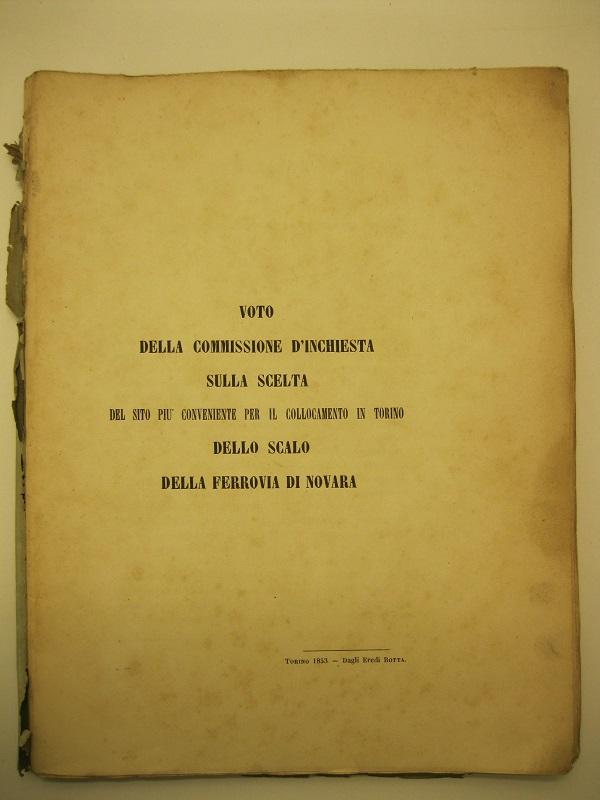 VOTO
DELLA COMMISSIONE D'INCHIESTA
SULLA SCELTA
DEL SITO PIU' CONVENIENTE PER IL COLLOCAMENTO IN TORINO
DELLO SCALO
DELLA FERROVIA DI NOVARA
TORINO 1853 — Dagli Eredi BOTTA.